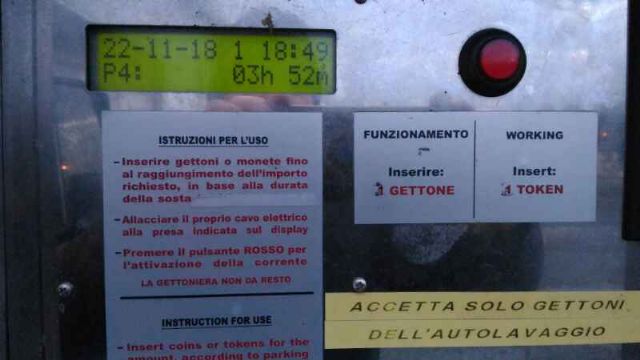 22-11-18 1 18:49
P4: 03h 52m
ISTRUZIONI PER L'USO
-Inserire gettoni o monete fino
al raggiungimento dell'importo
richiesto, in base alla durata
della sosta
-Allacciare il proprio cavo elettrico
alla presa indicata sul display
-Premere il pulsante ROSSO per
l'attivazione della corrente
LA GETTONIERA NON DA RESTO
INSTRUCTION FOR USE
-Insert coins or tokens for the
amount, according to parking
FUNZIONAMENTO
Inserire:
1 GETTONE
WORKING
Insert:
1 TOKEN
ACCETTA SOLO GETTONI
DELL'AUTOLAVAGGIO